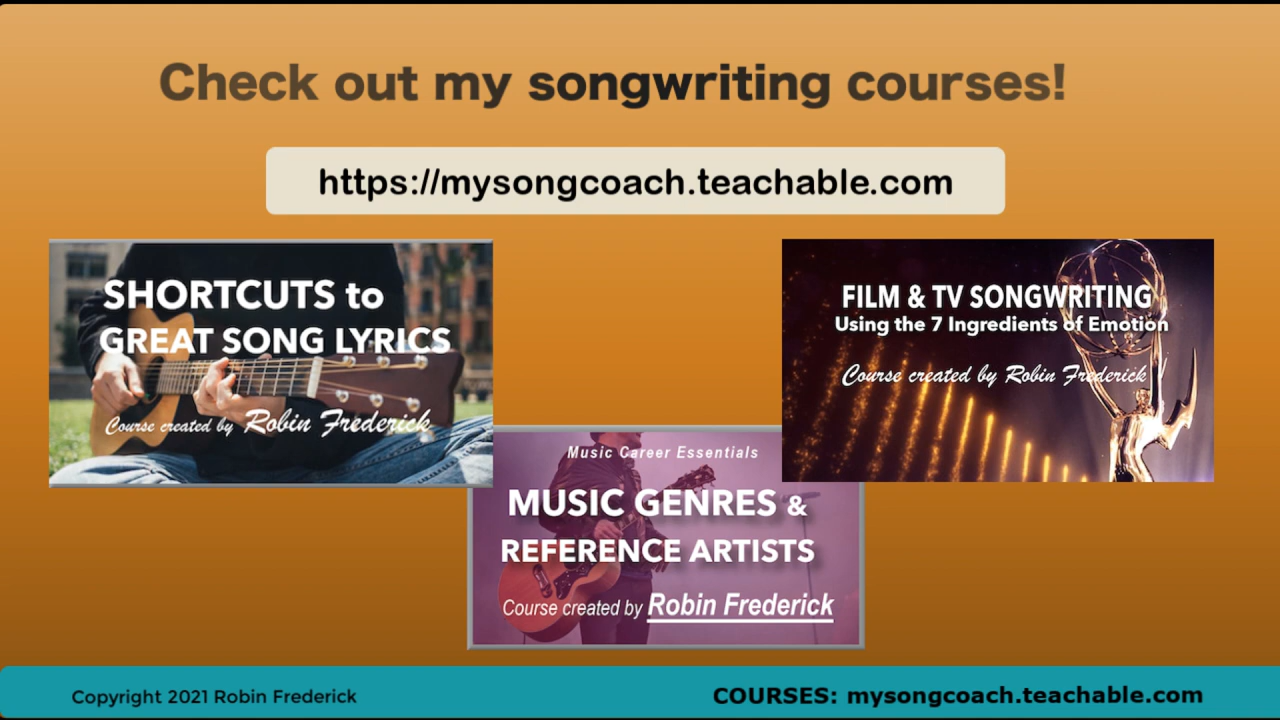 Check out my songwriting courses!
https://mysongcoach.teachable.com
SHORTCUTS to
GREAT SONG LYRICS
Course created by Robin Frederick
FILM & TV SONGWRITING
Using the 7 Ingredients of Emotion
Course created by Robin Frederick
Music Career Essentials
MUSIC GENRES &
REFERENCE ARTISTS
Course created by Robin Frederick
Copyright 2021 Robin Frederick
COURSES: mysongcoach.teachable.com